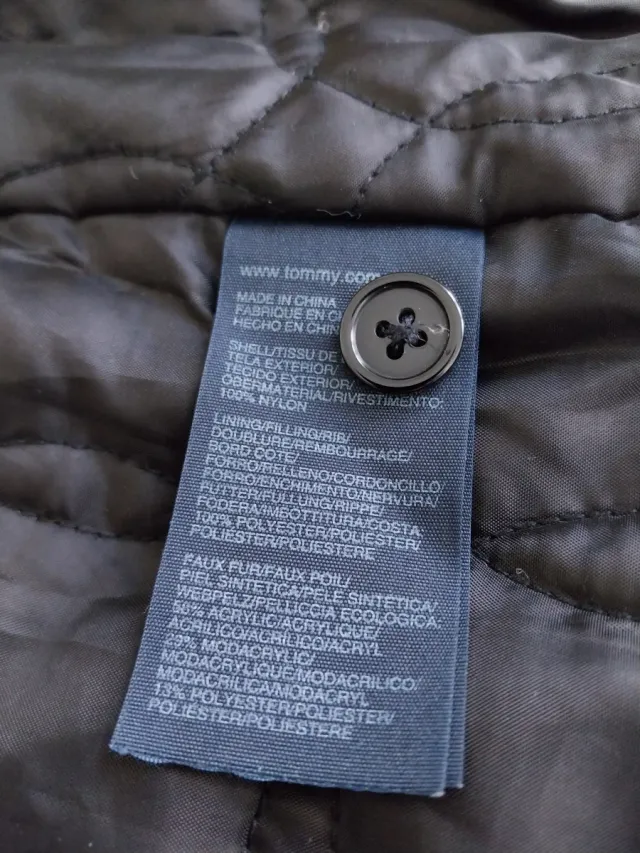 www.tommy.com
MADE IN CHINA
FABRIQUE EN
HECHO EN CHIN
SHELL/TISSU DE
TELA EXTERIOR/
TECIDO EXTERIOR/
OBERMATERIAL/RIVESTIMENTO:
100% NYLON
LINING/FILLING/RIB/
DOUBLURE/REMBOURRAGE/
BORD COTE/
FORRO/RELLENO/CORDONCILLO
FORRO/ENCHIMENTO/NERVURA/
FUTTER/FULLUNG/RIPPE/
FODERA/IMBOTTITURA/COSTA
100% POLYESTER/POLIESTER/
POLIÉSTER/POLIESTERE
FAUX FUR/FAUX POIL/
PIEL SINTETICA/PELE SINTETICA/
WEBPELZ/PELLICCIA ECOLOGICA
58% ACRYLIC/ACRYLIQUE/
ACRILICO/ACRILICO/ACRYL
29% MODACRYLIC/
MODACRYLIQUE/MODACRILICO/
MODACRILICA/MODACRYL
13% POLYESTER/POLIESTER/
POLIESTER/POLIESTERE